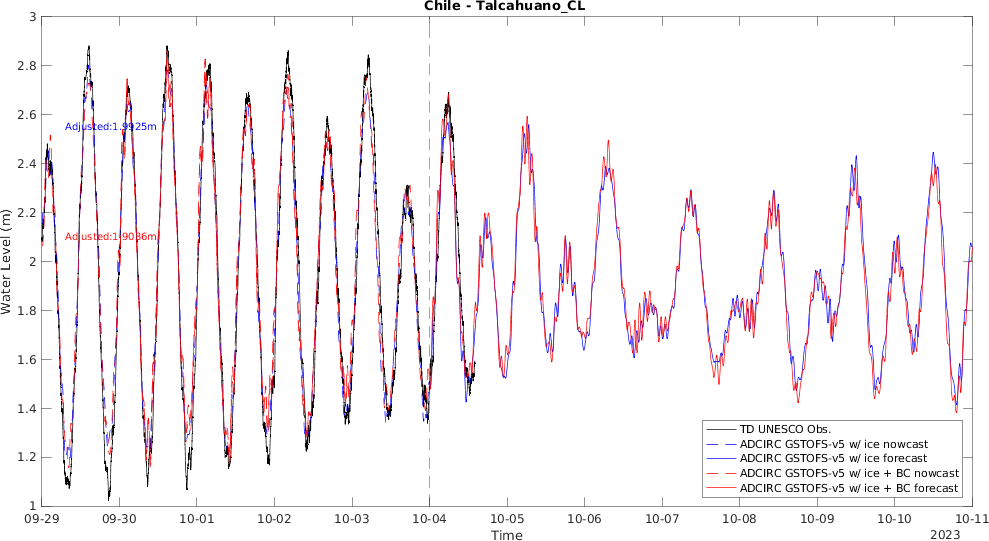 Chile - Talcahuano_CL
3
2.8
2.6
2.4
2.2
2
1.8
1.6
1.4
1.2
1
Water Level (m)
Adjusted:1.9925m
Adjusted:1.9036m
TD UNESCO Obs.
ADCIRC GSTOFS-v5 w/ ice nowcast
ADCIRC GSTOFS-v5 w/ ice forecast
ADCIRC GSTOFS-v5 w/ ice + BC nowcast
ADCIRC GSTOFS-v5 w/ ice + BC forecast
09-29 09-30 10-01 10-02 10-03 10-04 10-05 10-06 10-07 10-08 10-09 10-10 10-11
Time
2023